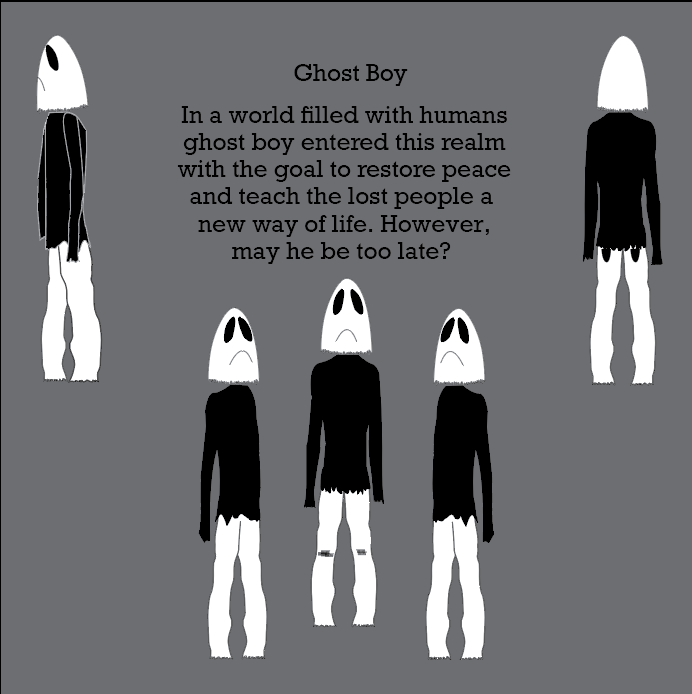 Ghost Boy
In a world filled with humans
ghost boy entered this realm
with the goal to restore peace
and teach the lost people a
new way of life. However,
may he be too late?